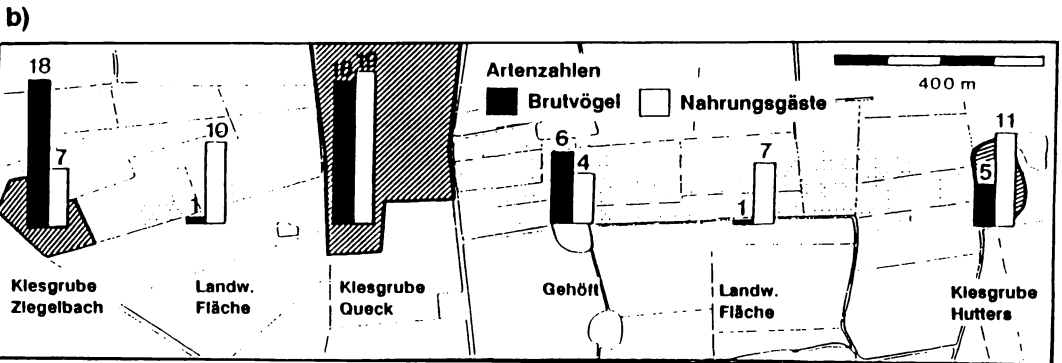 b)
Artenzahlen
Brutvögel
Nahrungsgäste
400 m
18
7
1
10
18 19
6
4
1
7
5
11
Kiesgrube
Ziegelbach
Landw.
Fläche
Kiesgrube
Queck
Gehöft
Landw.
Fläche
Kiesgrube
Hutters